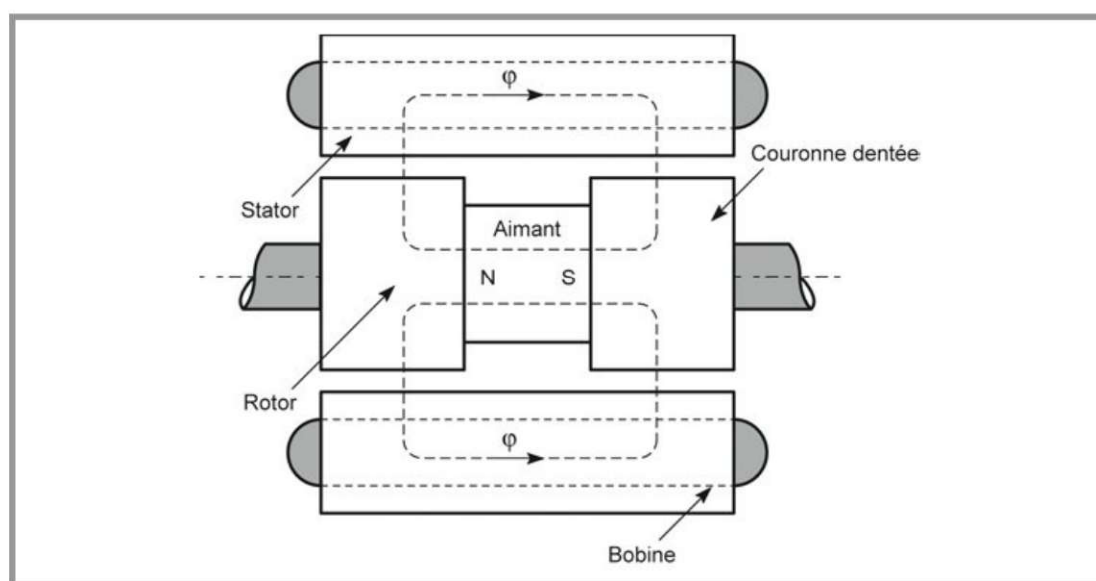 φ
Couronne dentée
Stator
Aimant
N S
Rotor
φ
Bobine